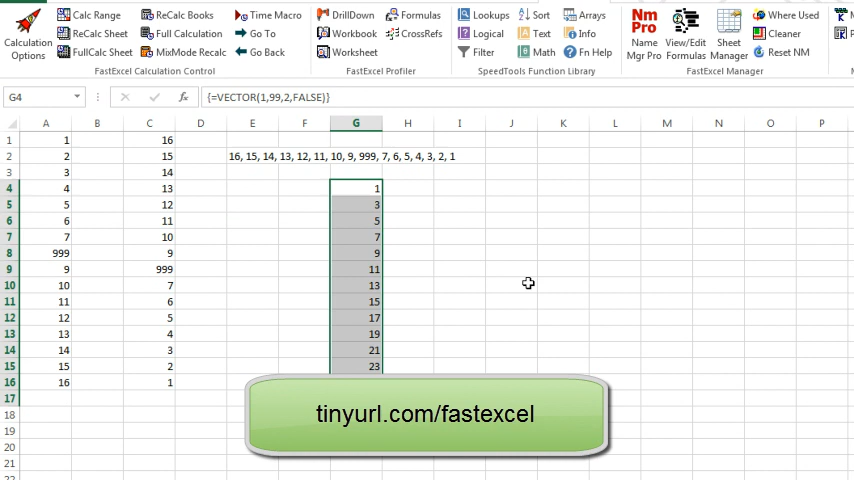 Calc Range ReCalc Books Time Macro DrillDown Formulas Lookups Sort Arrays Where Used
ReCalc Sheet Full Calculation Go To Workbook CrossRefs Logical Text Info Cleaner
FullCalc Sheet MixMode Recalc Go Back Worksheet Filter Math Fn Help Reset NM
Calculation Options
Nm Pro
Name Mgr Pro
View/Edit Formulas
Sheet Manager
FastExcel Calculation Control FastExcel Profiler SpeedTools Function Library FastExcel Manager
G4 fx {=VECTOR(1,99,2,FALSE)}
A B C D E F G H I J K L M N O P
1 1 16
2 2 15 16, 15, 14, 13, 12, 11, 10, 9, 999, 7, 6, 5, 4, 3, 2, 1
3 3 14
4 4 13 1
5 5 12 3
6 6 11 5
7 7 10 7
8 999 9 9
9 9 999 11
10 10 7 13
11 11 6 15
12 12 5 17
13 13 4 19
14 14 3 21
15 15 2 23
16 16 1
17
18
19
20
21
tinyurl.com/fastexcel